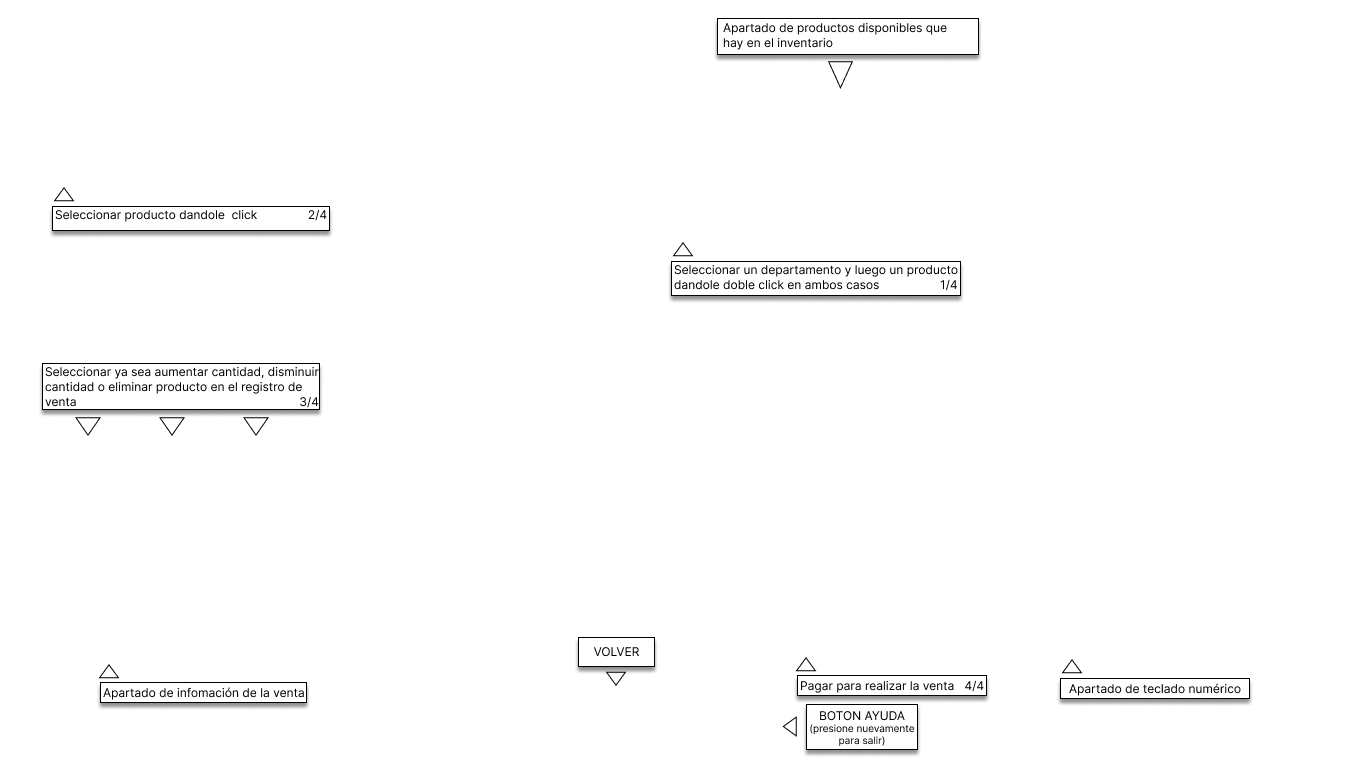 Apartado de productos disponibles que
hay en el inventario
Seleccionar producto dandole  click 2/4
Seleccionar un departamento y luego un producto
dandole doble click en ambos casos 1/4
Seleccionar ya sea aumentar cantidad, disminuir
cantidad o eliminar producto en el registro de
venta 3/4
VOLVER
Apartado de infomación de la venta
Pagar para realizar la venta 4/4
Apartado de teclado numérico
BOTON AYUDA
(presione nuevamente
para salir)